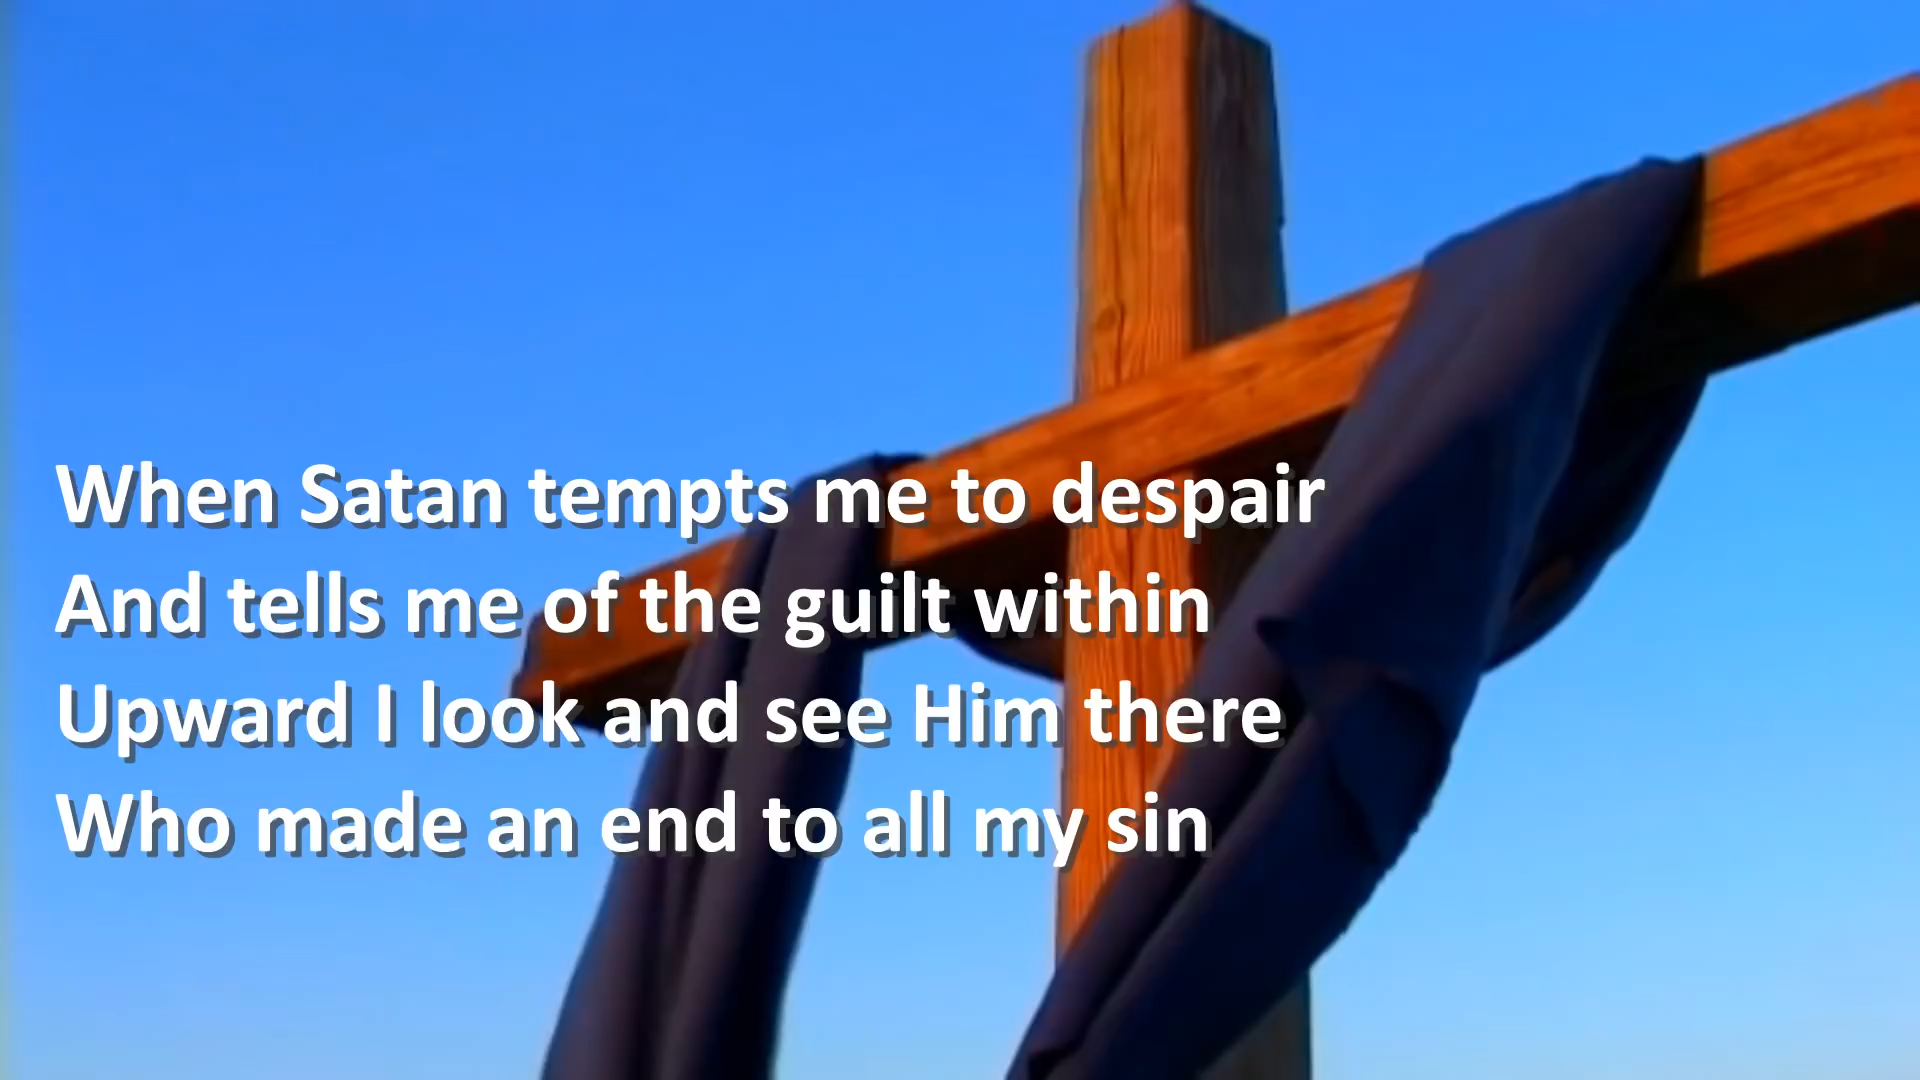 When Satan tempts me to despair
And tells me of the guilt within
Upward I look and see Him there
Who made an end to all my sin